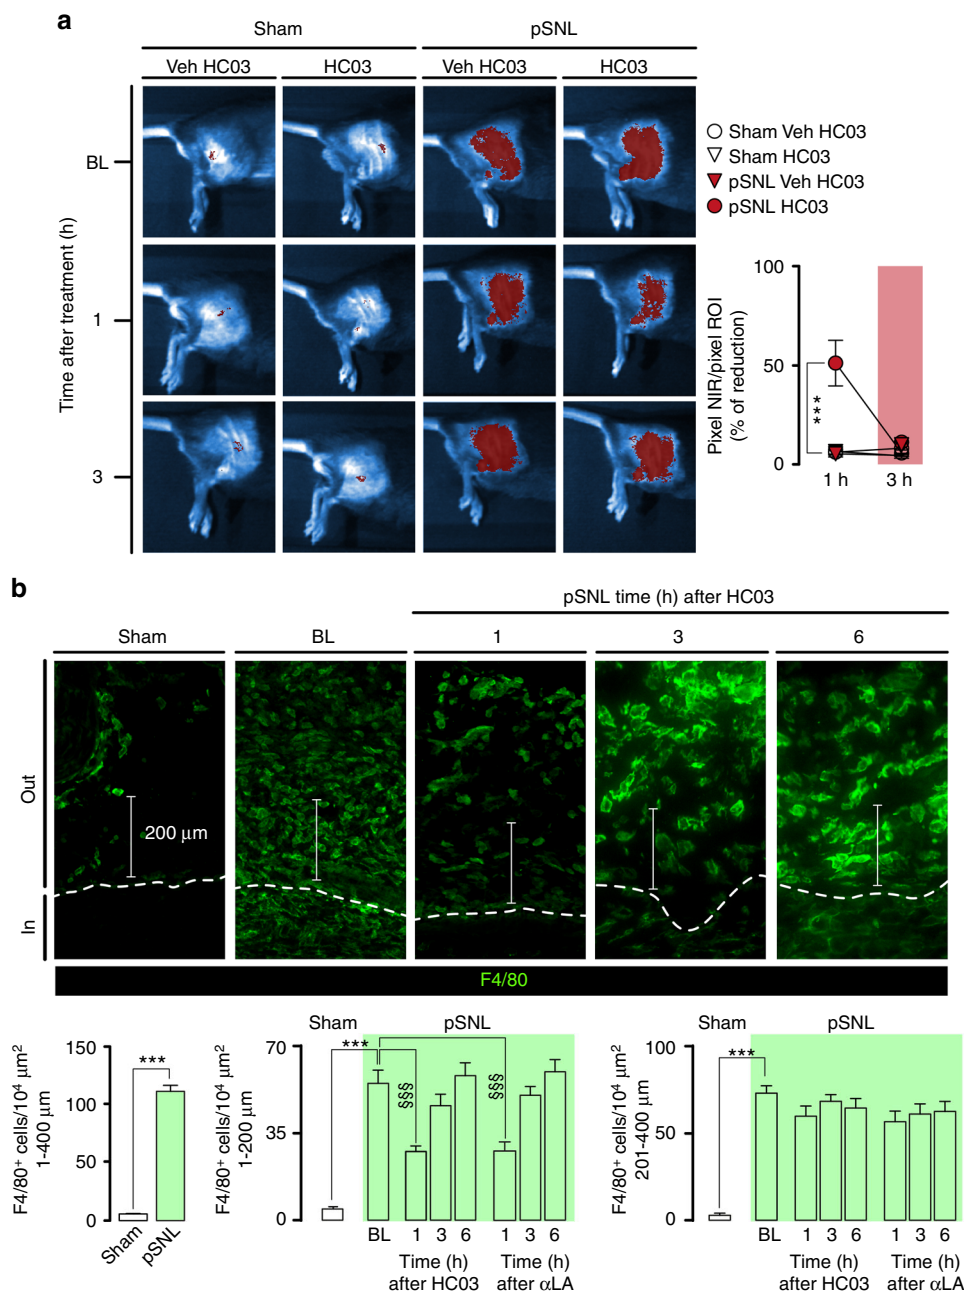 a
Sham
pSNL
Veh HC03
HC03
Veh HC03
HC03
Time after treatment (h)
BL
1
3
Sham Veh HC03
Sham HC03
pSNL Veh HC03
pSNL HC03
Pixel NIR/pixel ROI
(% of reduction)
100
50
0
***
1 h
3 h
b
pSNL time (h) after HC03
Sham
BL
1
3
6
Out
In
200 μm
F4/80
F4/80⁺ cells/10⁴ μm²
1-400 μm
150
100
50
0
***
Sham
pSNL
F4/80⁺ cells/10⁴ μm²
1-200 μm
Sham
pSNL
70
35
0
***
§§§
§§§
BL
1
3
6
1
3
6
Time (h)
after HC03
Time (h)
after αLA
F4/80⁺ cells/10⁴ μm²
201-400 μm
Sham
pSNL
100
50
0
***
BL
1
3
6
1
3
6
Time (h)
after HC03
Time (h)
after αLA